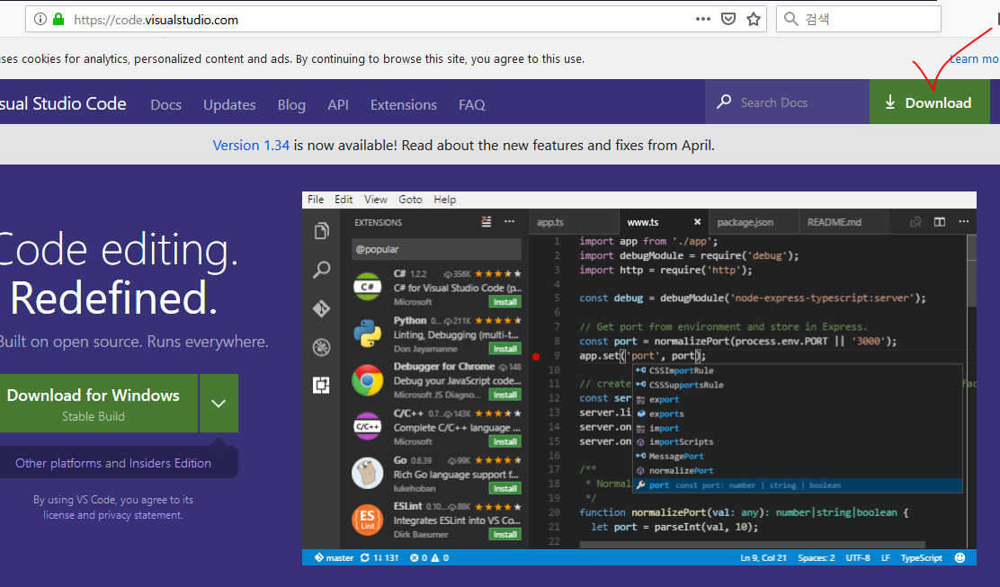 https://code.visualstudio.com
검색
uses cookies for analytics, personalized content and ads. By continuing to browse this site, you agree to this use.
Learn mo
sual Studio Code Docs Updates Blog API Extensions FAQ
Search Docs
Download
Version 1.34 is now available! Read about the new features and fixes from April.
Code editing.
Redefined.
Built on open source. Runs everywhere.
Download for Windows
Stable Build
Other platforms and Insiders Edition
By using VS Code, you agree to its
license and privacy statement.
File Edit View Goto Help
EXTENSIONS
@popular
C# 1.2.2 356K
C# for Visual Studio Code (p...
Microsoft Install
Python 0... 211K
Linting, Debugging (multi-t...
Don Jayamanne Install
Debugger for Chrome 148
Debug your JavaScript code...
Microsoft JS Diagno... Install
C/C++ 0.7... 143K
Complete C/C++ language ...
Microsoft Install
Go 0.6.39 99K
Rich Go language support f...
lukehoban Install
ESLint 0.10... 88K
Integrates ESLint into VS Co...
Dirk Baeumer Install
app.ts www.ts package.json README.md
1 import app from './app';
2 import debugModule = require('debug');
3 import http = require('http');
4
5 const debug = debugModule('node-express-typescript:server');
6
7 // Get port from environment and store in Express.
8 const port = normalizePort(process.env.PORT || '3000');
9 app.set('port', port);
10
11 // create
12 const ser
13 server.li
14 server.on
15 server.on
16
17 /**
18 * Normal
19 */
20 function normalizePort(val: any): number|string|boolean {
21 let port = parseInt(val, 10);
22
CSSImportRule
CSSSupportsRule
export
exports
import
importScripts
MessagePort
normalizePort
port const port: number | string | boolean
master 1↓ 13↑ 0 0
Ln 9, Col 21 Spaces: 2 UTF-8 LF TypeScript